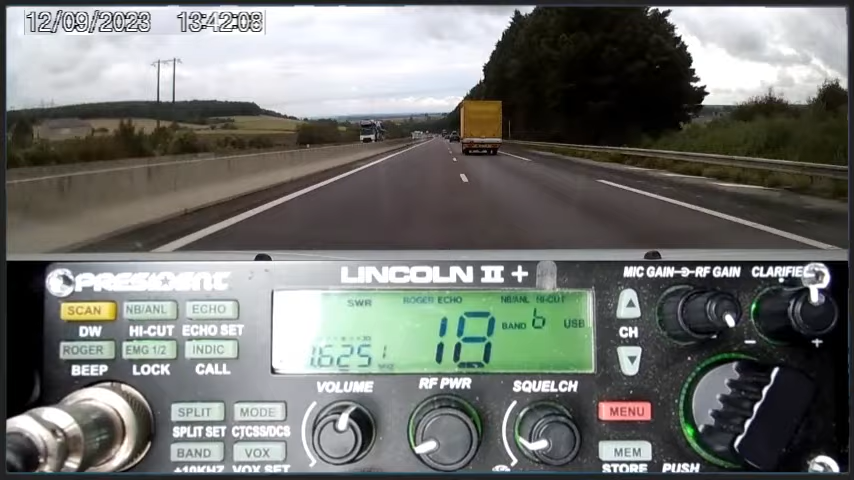 12/09/2023 13:42:08
PRESIDENT LINCOLN II + MIC GAIN RF GAIN CLARIFIER
SCAN NB/ANL ECHO
DW HI-CUT ECHO SET
ROGER EMG 1/2 INDIC
BEEP LOCK CALL
SWR ROGER ECHO NB/ANL HI-CUT
18 BAND b USB
CH
VOLUME RF PWR SQUELCH
- +
SPLIT MODE
SPLIT SET CTCSS/DCS
BAND VOX
+10KHZ VOX SET
MENU
MEM
STORE PUSH